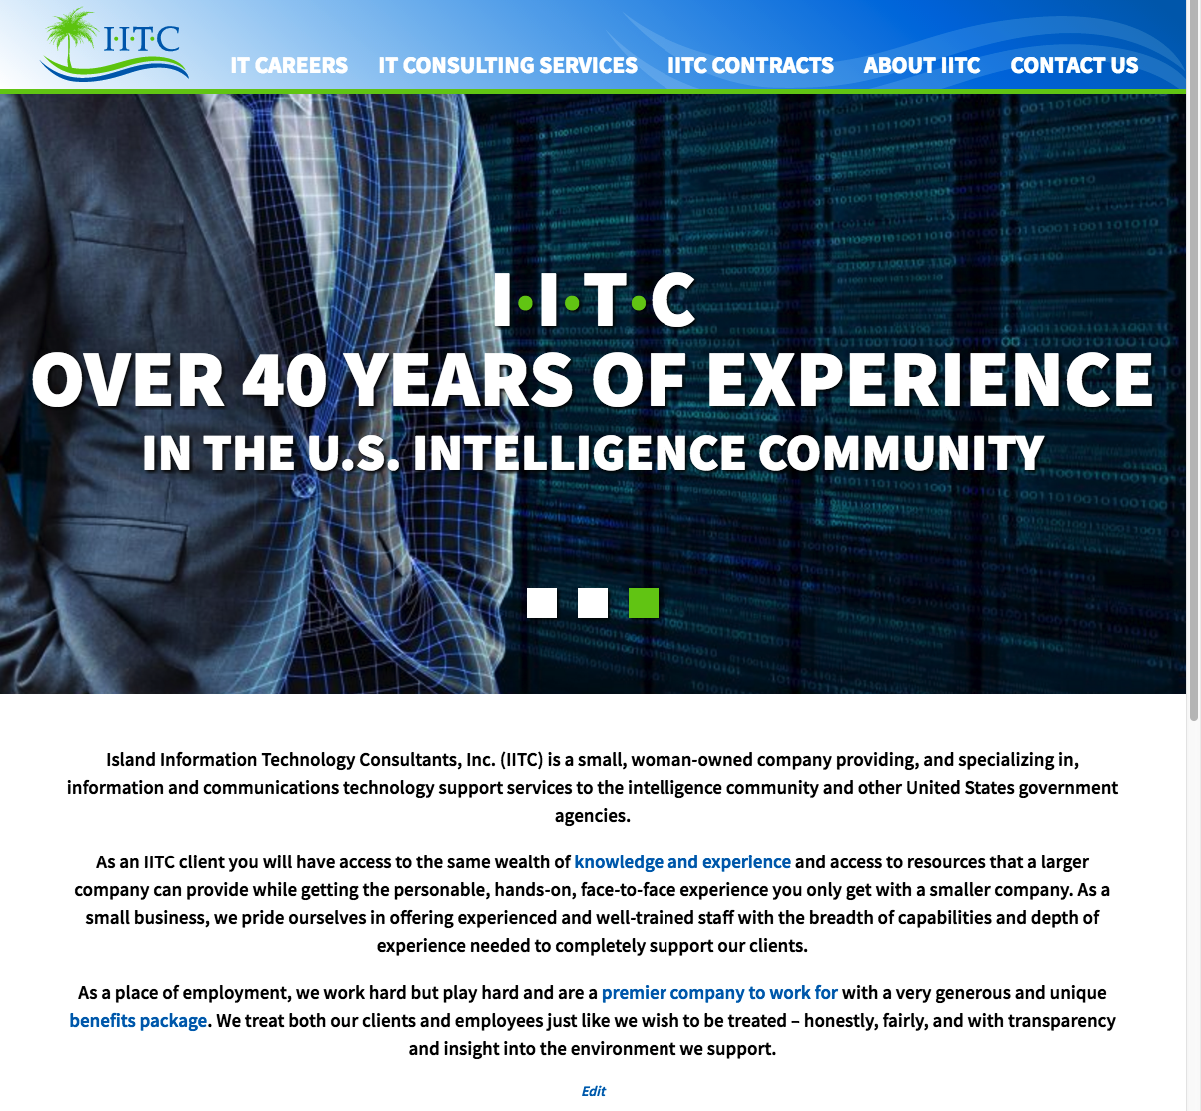 I·I·T·C
IT CAREERS IT CONSULTING SERVICES IITC CONTRACTS ABOUT IITC CONTACT US
I·I·T·C
OVER 40 YEARS OF EXPERIENCE
IN THE U.S. INTELLIGENCE COMMUNITY
Island Information Technology Consultants, Inc. (IITC) is a small, woman-owned company providing, and specializing in,
information and communications technology support services to the intelligence community and other United States government
agencies.
As an IITC client you will have access to the same wealth of knowledge and experience and access to resources that a larger
company can provide while getting the personable, hands-on, face-to-face experience you only get with a smaller company. As a
small business, we pride ourselves in offering experienced and well-trained staff with the breadth of capabilities and depth of
experience needed to completely support our clients.
As a place of employment, we work hard but play hard and are a premier company to work for with a very generous and unique
benefits package. We treat both our clients and employees just like we wish to be treated – honestly, fairly, and with transparency
and insight into the environment we support.
Edit